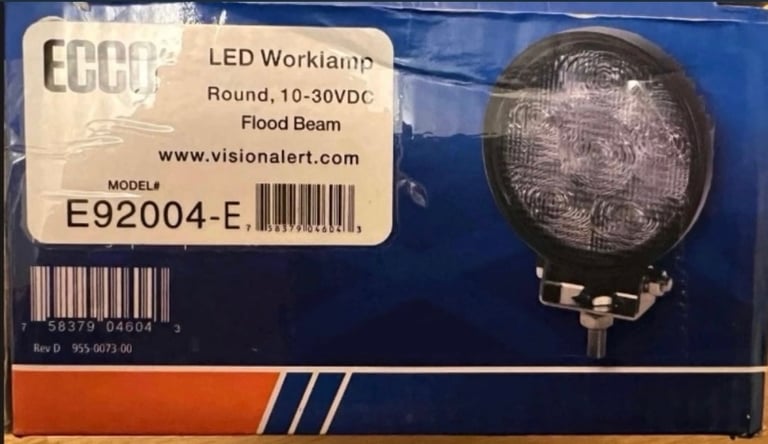 ECCO
LED Worklamp
Round, 10-30VDC
Flood Beam
www.visionalert.com
MODEL#
E92004-E
7 58379 04604 3
7 58379 04604 3
Rev D 955-0073-00